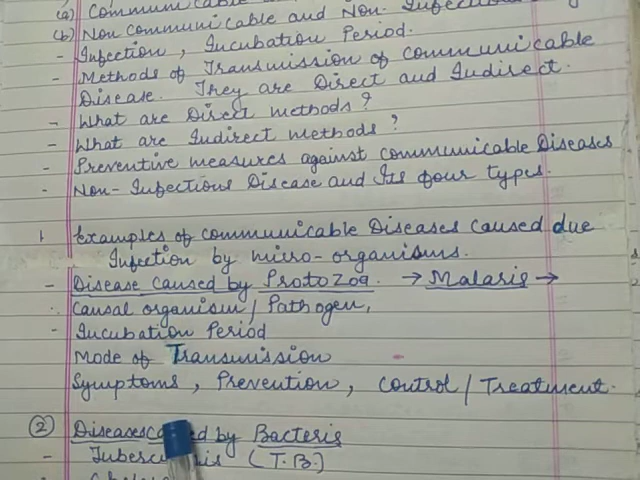 (a) Communicable and
(b) Non Communicable and Non- Infectious
- Infection, Incubation Period.
- Methods of Transmission of communicable
Disease. They are Direct and Indirect.
- What are Direct methods?
- What are Indirect methods?
- Preventive measures against communicable Diseases
- Non-Infectious Disease and Its four types.
1 Examples of communicable Diseases caused due
Infection by micro-organisms.
- Disease caused by Protozoa. → Malaria →
Causal organism / Pathogen,
- Incubation Period
Mode of Transmission -
Symptoms, Prevention, Control / Treatment.
(2) Diseases by Bacteria
- (T.B.)